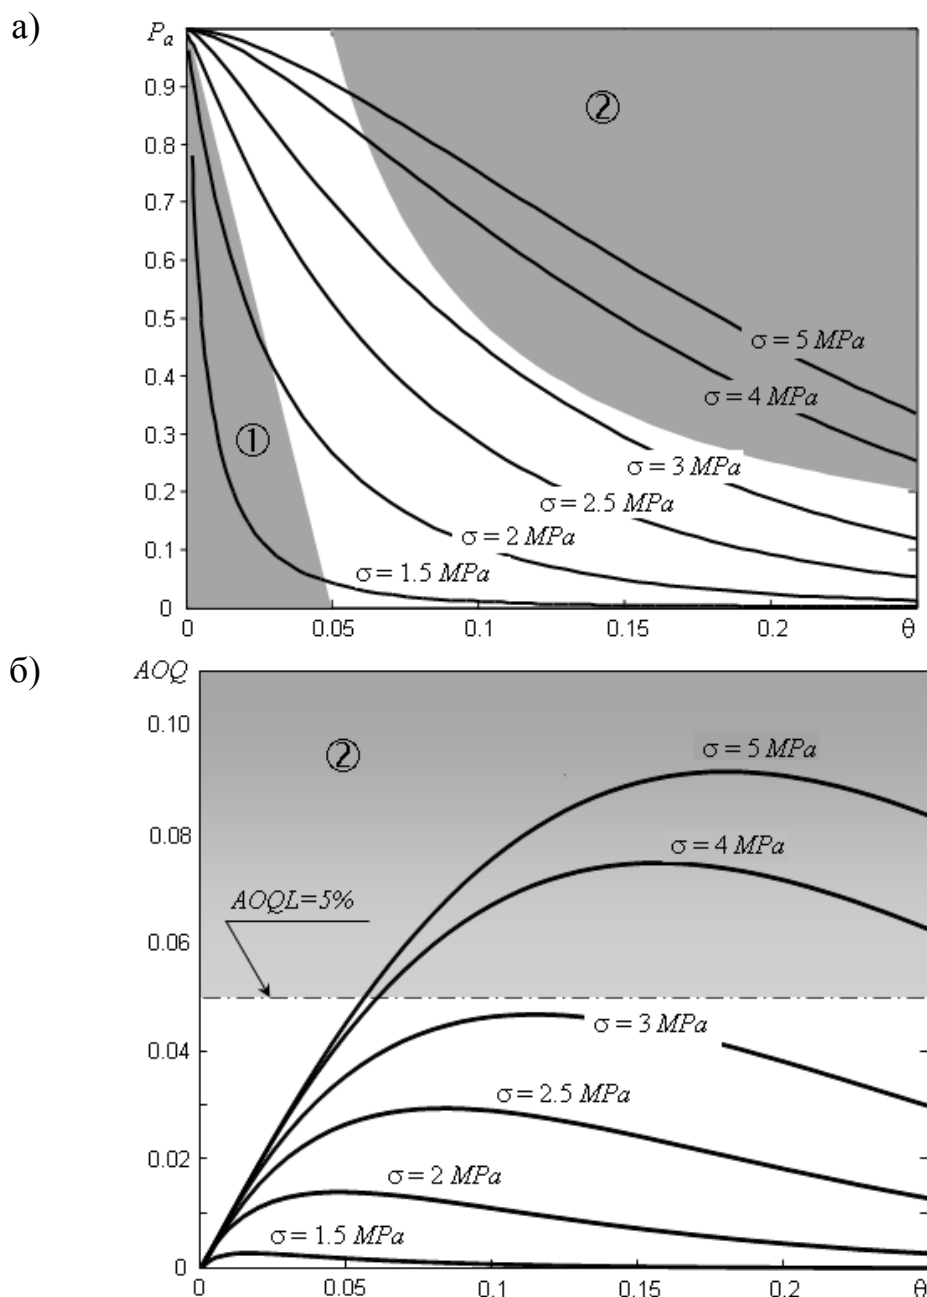 а)
Pa
0.9
0.8
②
0.7
0.6
0.5
σ = 5 MPa
0.4
σ = 4 MPa
0.3
①
σ = 3 MPa
0.2
σ = 2.5 MPa
0.1
σ = 2 MPa
σ = 1.5 MPa
0
0 0.05 0.1 0.15 0.2 θ
б)
AOQ
0.10
②
σ = 5 MPa
0.08
σ = 4 MPa
AOQL=5%
0.06
0.04
σ = 3 MPa
σ = 2.5 MPa
0.02
σ = 2 MPa
σ = 1.5 MPa
0
0 0.05 0.1 0.15 0.2 θ